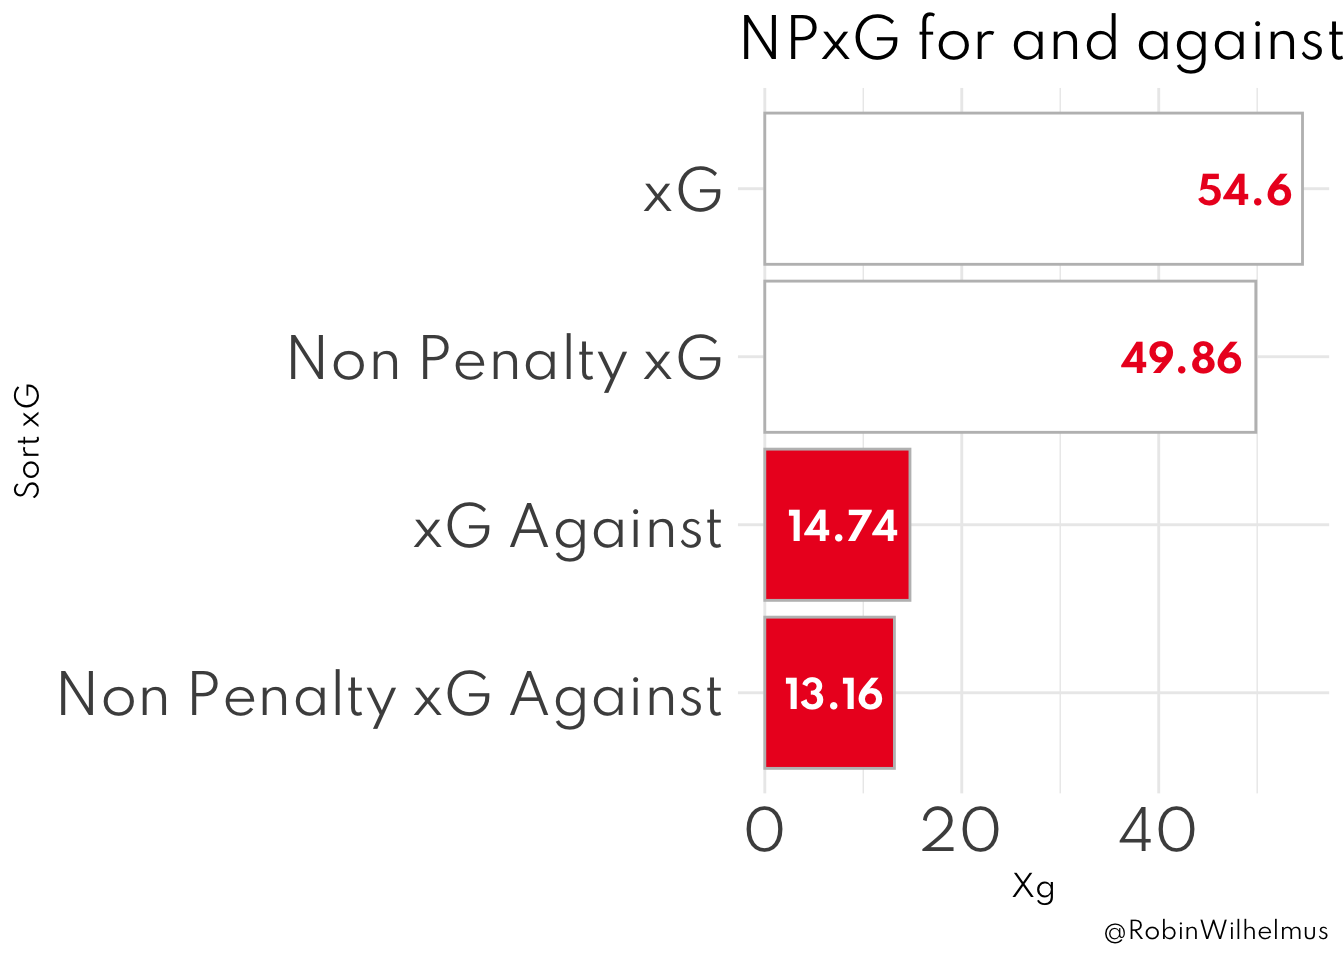 NPxG for and against
xG
54.6
Non Penalty xG
49.86
xG Against
14.74
Non Penalty xG Against
13.16
Sort xG
0 20 40
Xg
@RobinWilhelmus